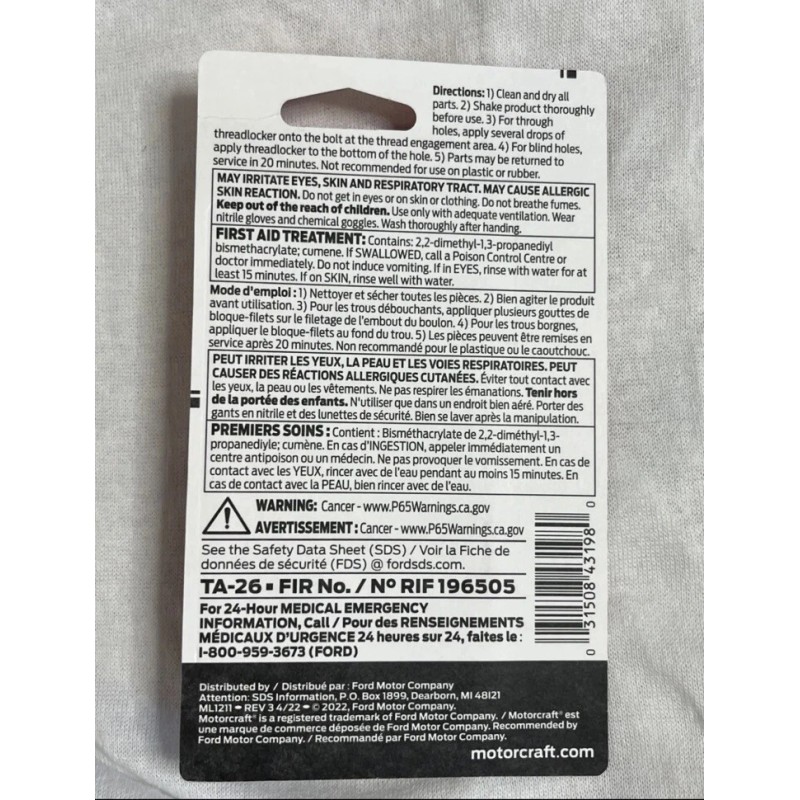 Directions: 1) Clean and dry all
parts. 2) Shake product thoroughly
before use. 3) For through
holes, apply several drops of
threadlocker onto the bolt at the thread engagement area. 4) For blind holes,
apply threadlocker to the bottom of the hole. 5) Parts may be returned to
service in 20 minutes. Not recommended for use on plastic or rubber.
MAY IRRITATE EYES, SKIN AND RESPIRATORY TRACT. MAY CAUSE ALLERGIC
SKIN REACTION. Do not get in eyes or on skin or clothing. Do not breathe fumes.
Keep out of the reach of children. Use only with adequate ventilation. Wear
nitrile gloves and chemical goggles. Wash thoroughly after handing.
FIRST AID TREATMENT: Contains: 2,2-dimethyl-1,3-propanediyl
bismethacrylate; cumene. If SWALLOWED, call a Poison Control Centre or
doctor immediately. Do not induce vomiting. If in EYES, rinse with water for at
least 15 minutes. If on SKIN, rinse well with water.
Mode d'emploi : 1) Nettoyer et sécher toutes les pièces. 2) Bien agiter le produit
avant utilisation. 3) Pour les trous débouchants, appliquer plusieurs gouttes de
bloque-filets sur le filetage de l'embout du boulon. 4) Pour les trous borgnes,
appliquer le bloque-filets au fond du trou. 5) Les pièces peuvent être remises en
service après 20 minutes. Non recommandé pour le plastique ou le caoutchouc.
PEUT IRRITER LES YEUX, LA PEAU ET LES VOIES RESPIRATOIRES. PEUT
CAUSER DES RÉACTIONS ALLERGIQUES CUTANÉES. Éviter tout contact avec
les yeux, la peau ou les vêtements. Ne pas respirer les émanations. Tenir hors
de la portée des enfants. N'utiliser que dans un endroit bien aéré. Porter des
gants en nitrile et des lunettes de sécurité. Bien se laver après la manipulation.
PREMIERS SOINS : Contient : Bisméthacrylate de 2,2-diméthyl-1,3-
propanediyle; cumène. En cas d'INGESTION, appeler immédiatement un
centre antipoison ou un médecin. Ne pas provoquer le vomissement. En cas de
contact avec les YEUX, rincer avec de l'eau pendant au moins 15 minutes. En
cas de contact avec la PEAU, bien rincer avec de l'eau.
WARNING: Cancer - www.P65Warnings.ca.gov
AVERTISSEMENT : Cancer - www.P65Warnings.ca.gov
See the Safety Data Sheet (SDS) / Voir la Fiche de
données de sécurité (FDS) @ fordsds.com.
TA-26 ▪ FIR No. / Nº RIF 196505
For 24-Hour MEDICAL EMERGENCY
INFORMATION, Call / Pour des RENSEIGNEMENTS
MÉDICAUX D'URGENCE 24 heures sur 24, faites le :
1-800-959-3673 (FORD)
0 31508 43198 0
Distributed by / Distribué par : Ford Motor Company
Attention: SDS Information, P.O. Box 1899, Dearborn, MI 48121
ML1211 – REV 3 4/22 – © 2022, Ford Motor Company.
Motorcraft® is a registered trademark of Ford Motor Company. / Motorcraft® est
une marque de commerce déposée de Ford Motor Company. Recommended by
Ford Motor Company. / Recommandé par Ford Motor Company.
motorcraft.com